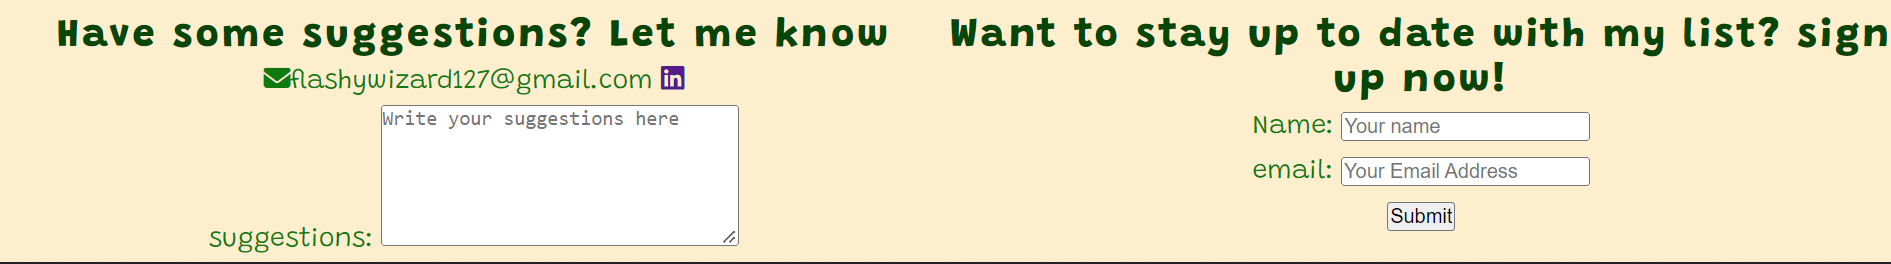 Have some suggestions? Let me know
flashywizard127@gmail.com in
Write your suggestions here
suggestions:
Want to stay up to date with my list? sign
up now!
Name: Your name
email: Your Email Address
Submit